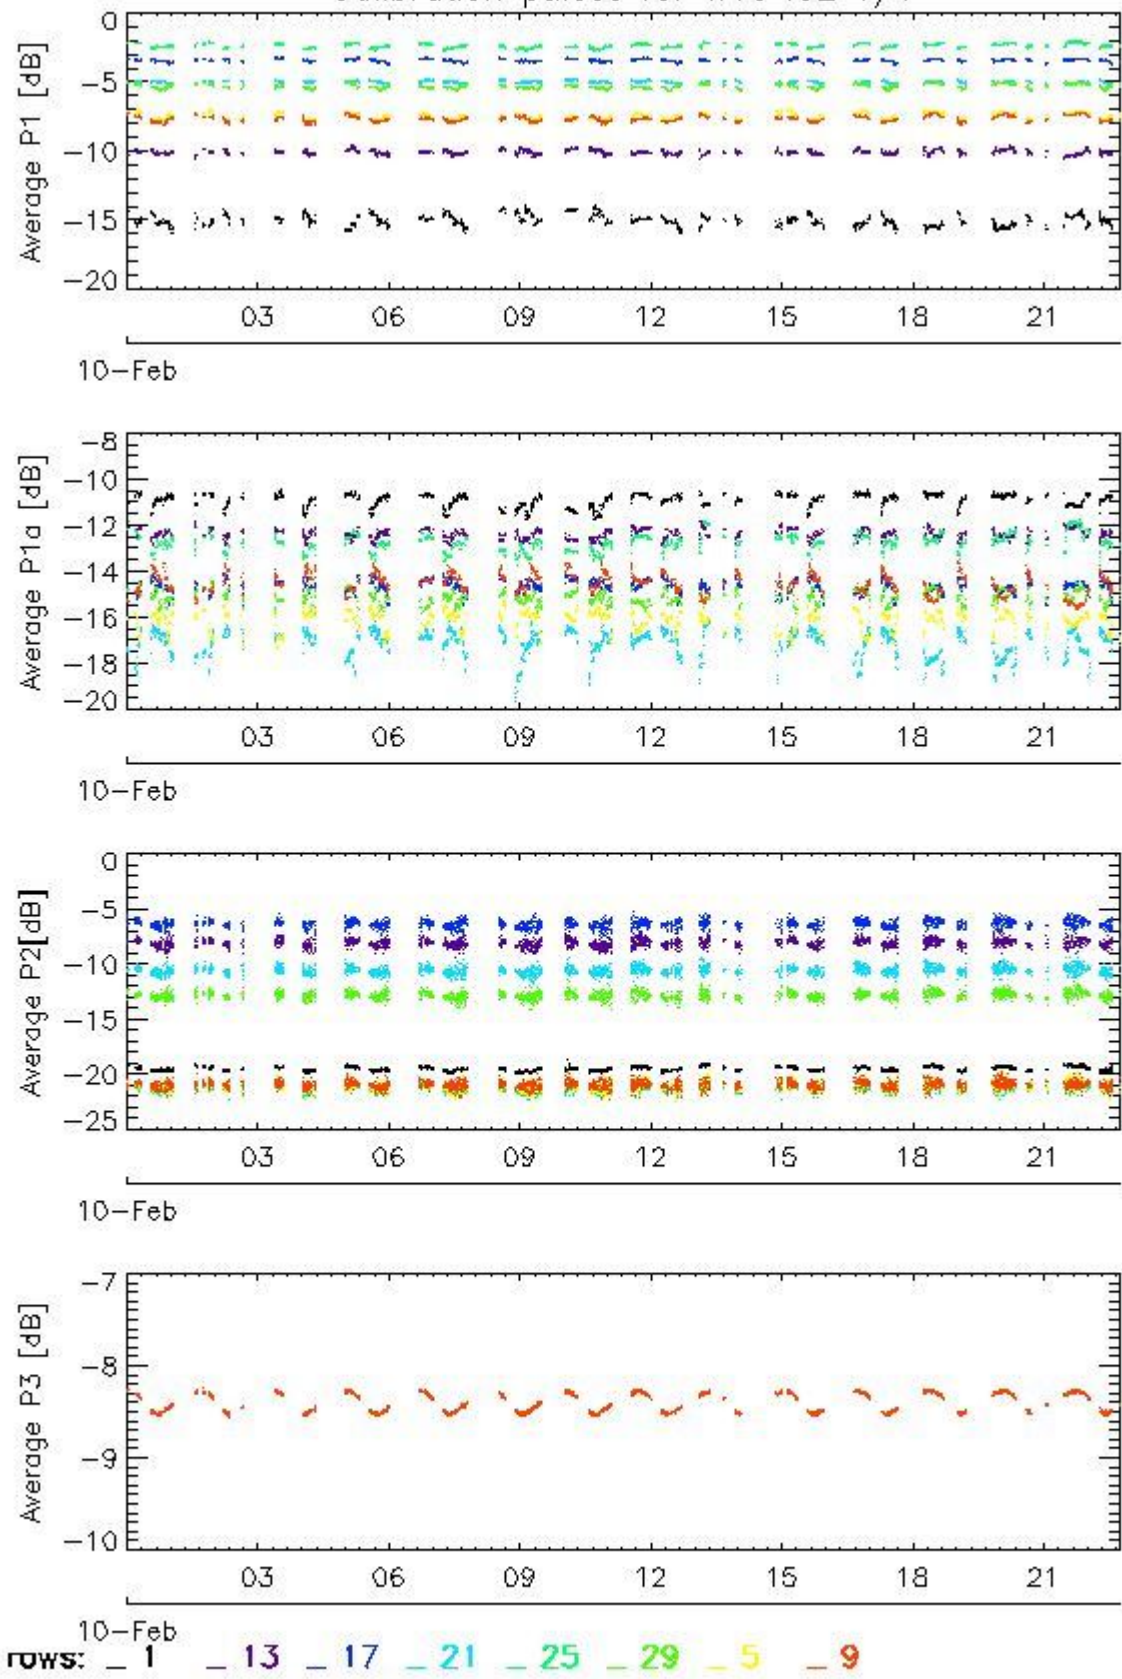 Average P1 [dB]
0
−5
−10
−15
−20
03 06 09 12 15 18 21
10−Feb
Average P1a [dB]
−8
−10
−12
−14
−16
−18
−20
03 06 09 12 15 18 21
10−Feb
Average P2[dB]
0
−5
−10
−15
−20
−25
03 06 09 12 15 18 21
10−Feb
Average P3 [dB]
−7
−8
−9
−10
03 06 09 12 15 18 21
10−Feb
rows: _ 1 _ 13 _ 17 _ 21 _ 25 _ 29 _ 5 _ 9